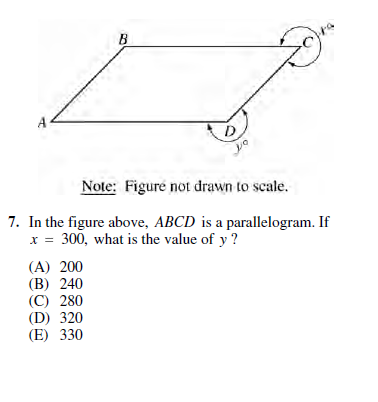 B
C
x°
A
D
y°
Note: Figure not drawn to scale.
7. In the figure above, ABCD is a parallelogram. If
x = 300, what is the value of y ?
(A) 200
(B) 240
(C) 280
(D) 320
(E) 330